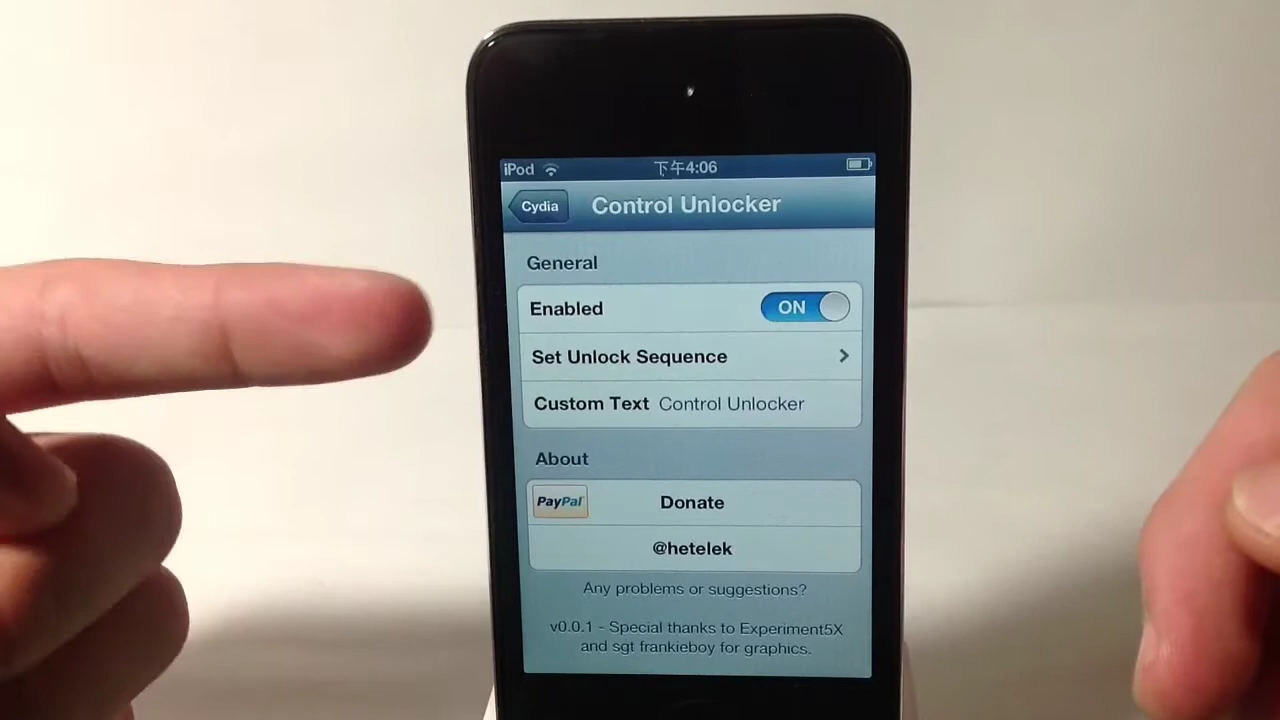 iPod 下午4:06
Cydia Control Unlocker
General
Enabled ON
Set Unlock Sequence
Custom Text Control Unlocker
About
PayPal Donate
@hetelek
Any problems or suggestions?
v0.0.1 - Special thanks to Experiment5X
and sgt frankieboy for graphics.